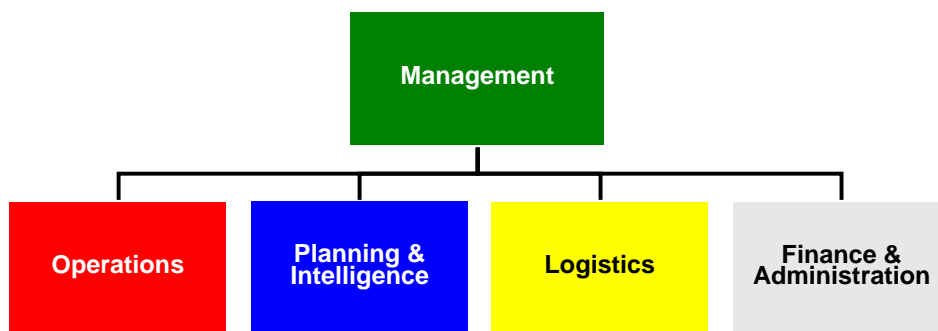 Management
Operations
Planning &
Intelligence
Logistics
Finance &
Administration